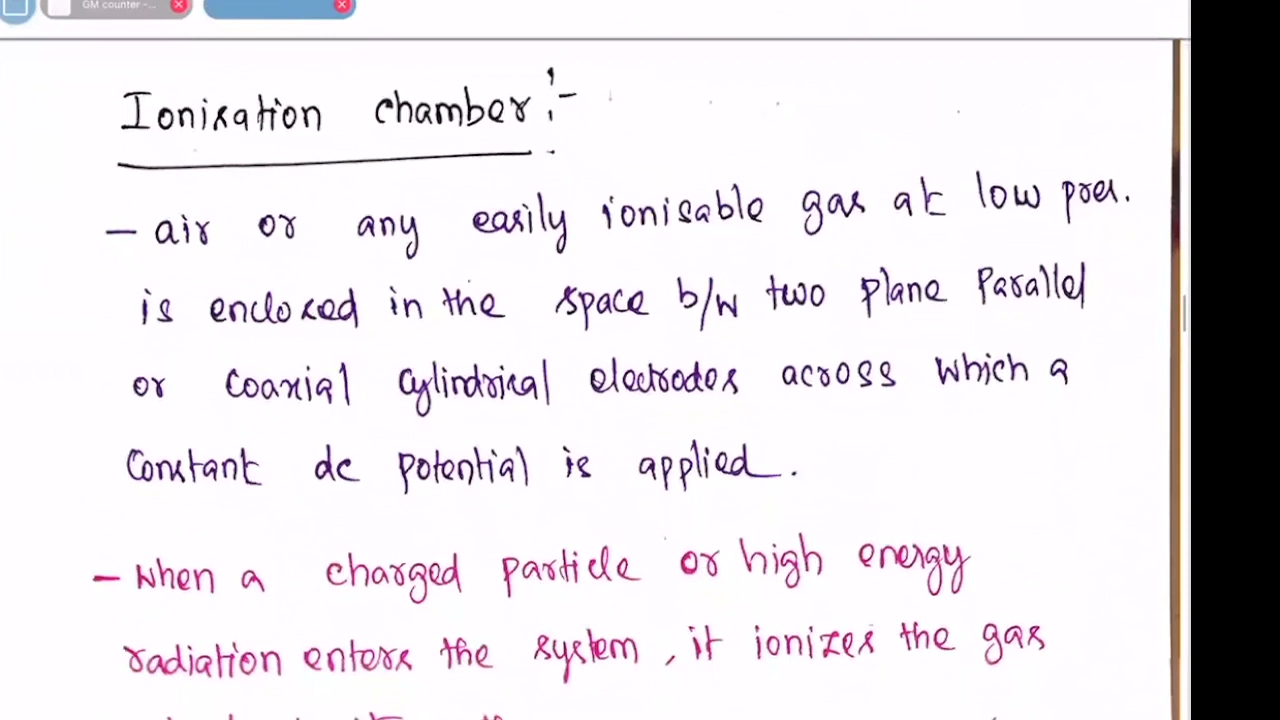 GM counter -...
Ionisation chamber :-
- air or any easily ionisable gas at low pres.
is enclosed in the space b/w two plane parallel
or coaxial cylindrical electrodes across which a
constant dc potential is applied.
- when a charged particle or high energy
radiation enters the system, it ionizes the gas